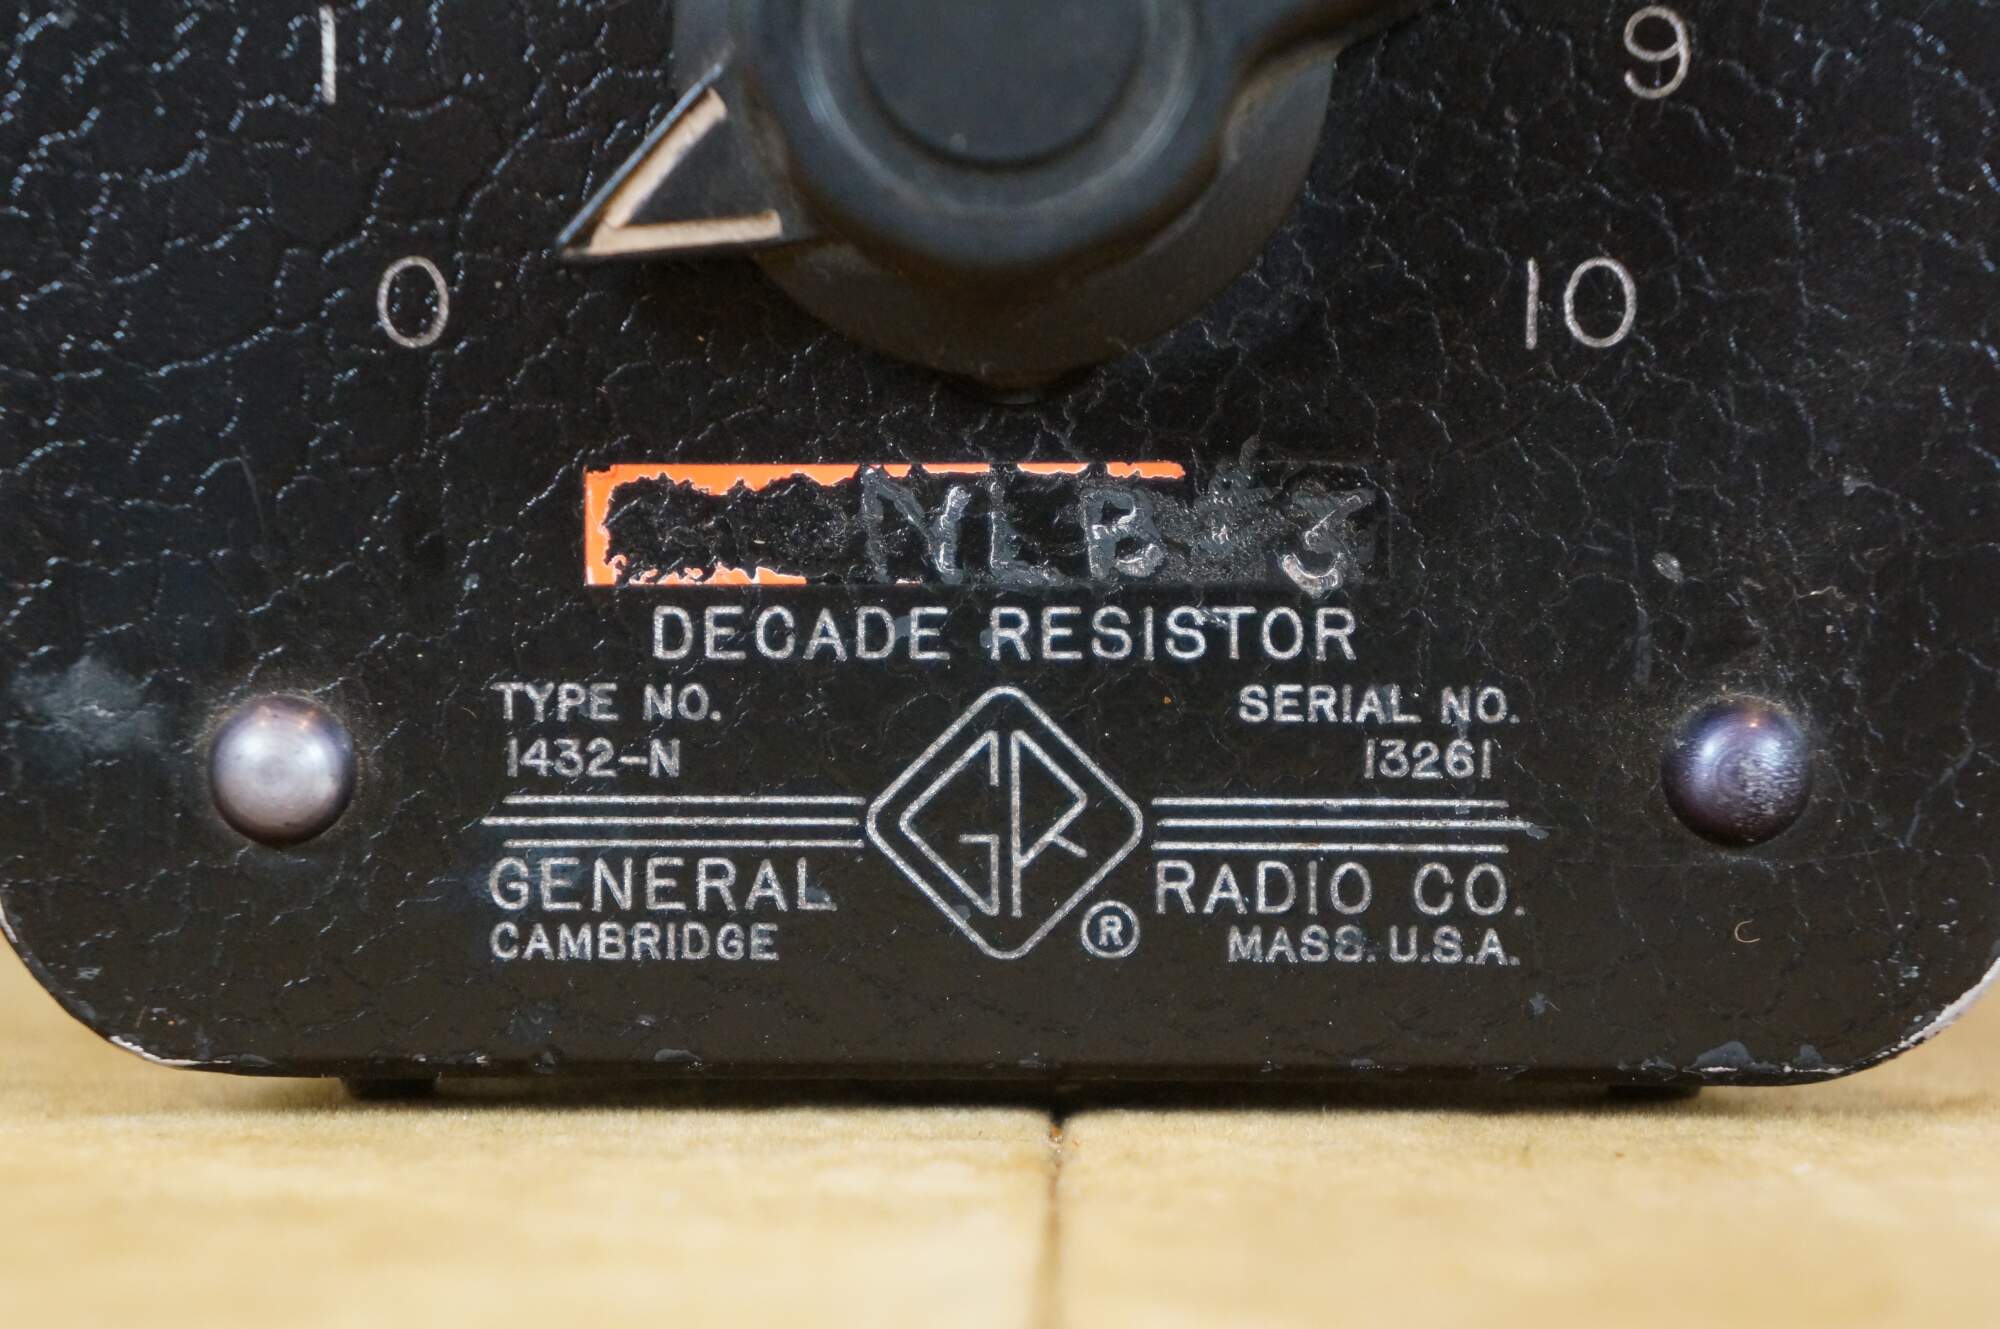 1
9
0
10
NLB #3
DECADE RESISTOR
TYPE NO.
SERIAL NO.
1432-N
13261
GR
GENERAL
RADIO CO.
CAMBRIDGE
®
MASS. U.S.A.